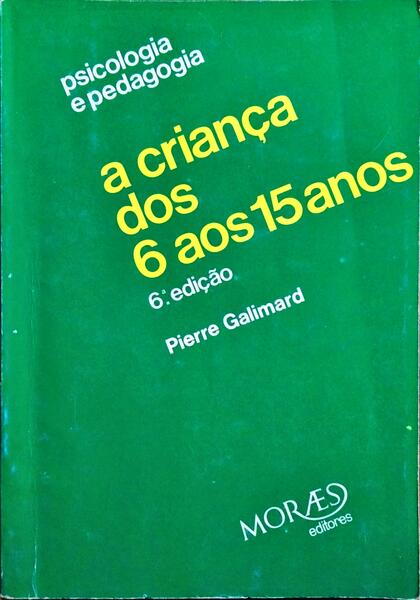 psicologia
e pedagogia
a criança
dos
6 aos 15 anos
6ª. edição
Pierre Galimard
MORÆS
editores